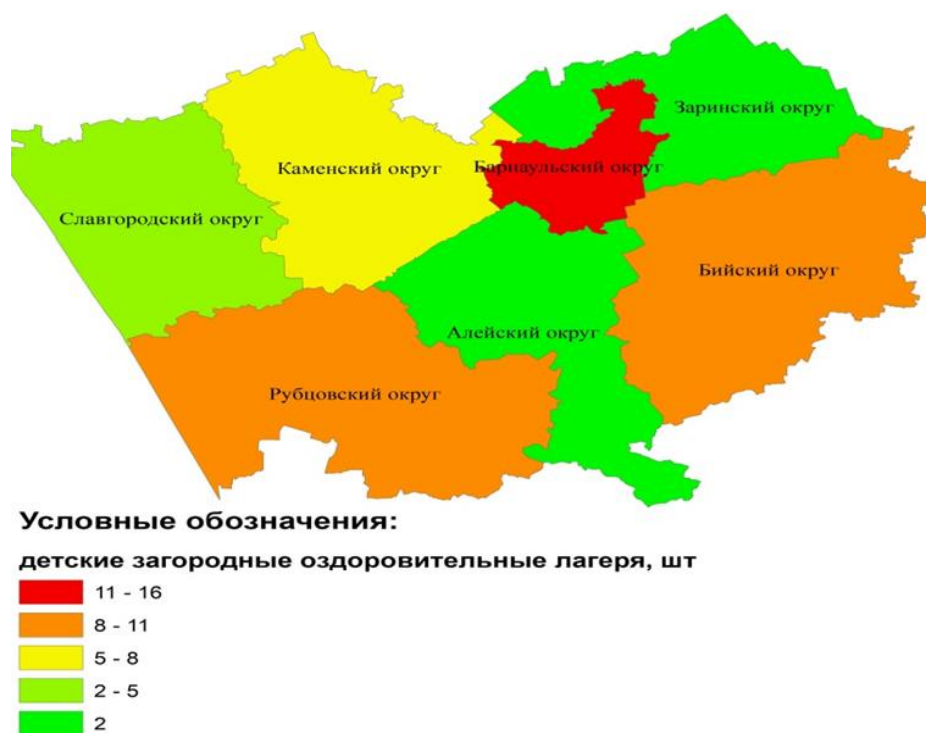 Заринский округ
Каменский округ
Барнаульский округ
Славгородский округ
Бийский округ
Алейский округ
Рубцовский округ
Условные обозначения:
детские загородные оздоровительные лагеря, шт
11 - 16
8 - 11
5 - 8
2 - 5
2